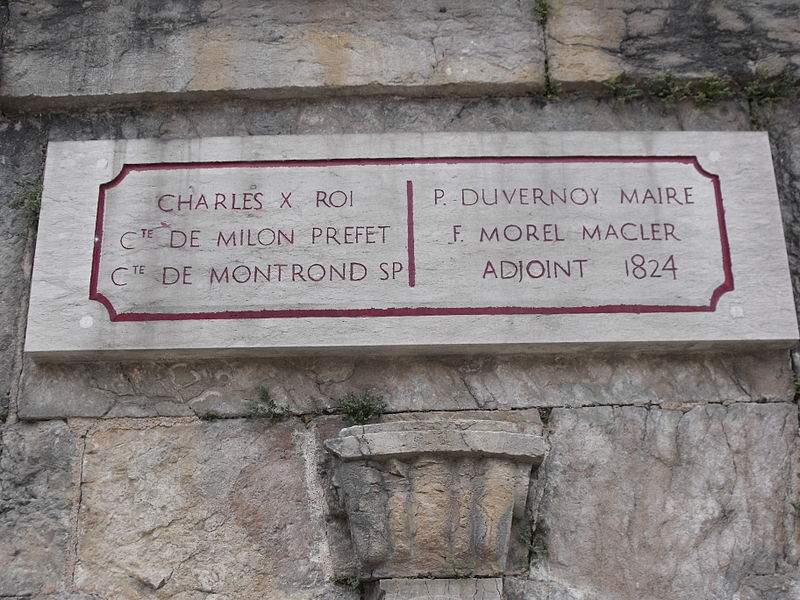 CHARLES X ROI
CTE DE MILON PREFET
CTE DE MONTROND SP
P. DUVERNOY MAIRE
F. MOREL MACLER
ADJOINT 1824